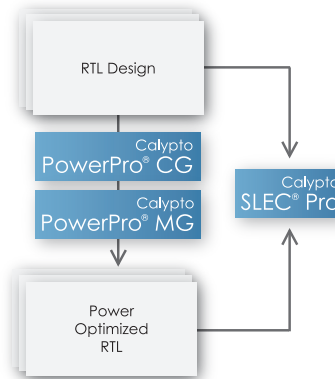 RTL Design
Calypto
PowerPro® CG
Calypto
PowerPro® MG
Calypto
SLEC® Pro
Power
Optimized
RTL